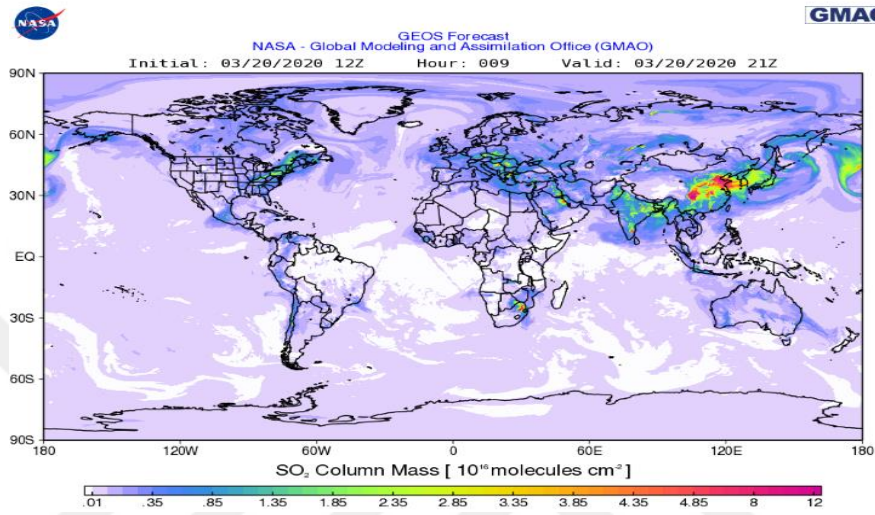 NASA
GMAO
GEOS Forecast
NASA - Global Modeling and Assimilation Office (GMAO)
Initial: 03/20/2020 12Z Hour: 009 Valid: 03/20/2020 21Z
90N
60N
30N
EQ
30S
60S
90S
180 120W 60W 0 60E 120E 180
SO₂ Column Mass [ 10¹⁶ molecules cm⁻² ]
.01 .35 .85 1.35 1.85 2.35 2.85 3.35 3.85 4.35 4.85 8 12